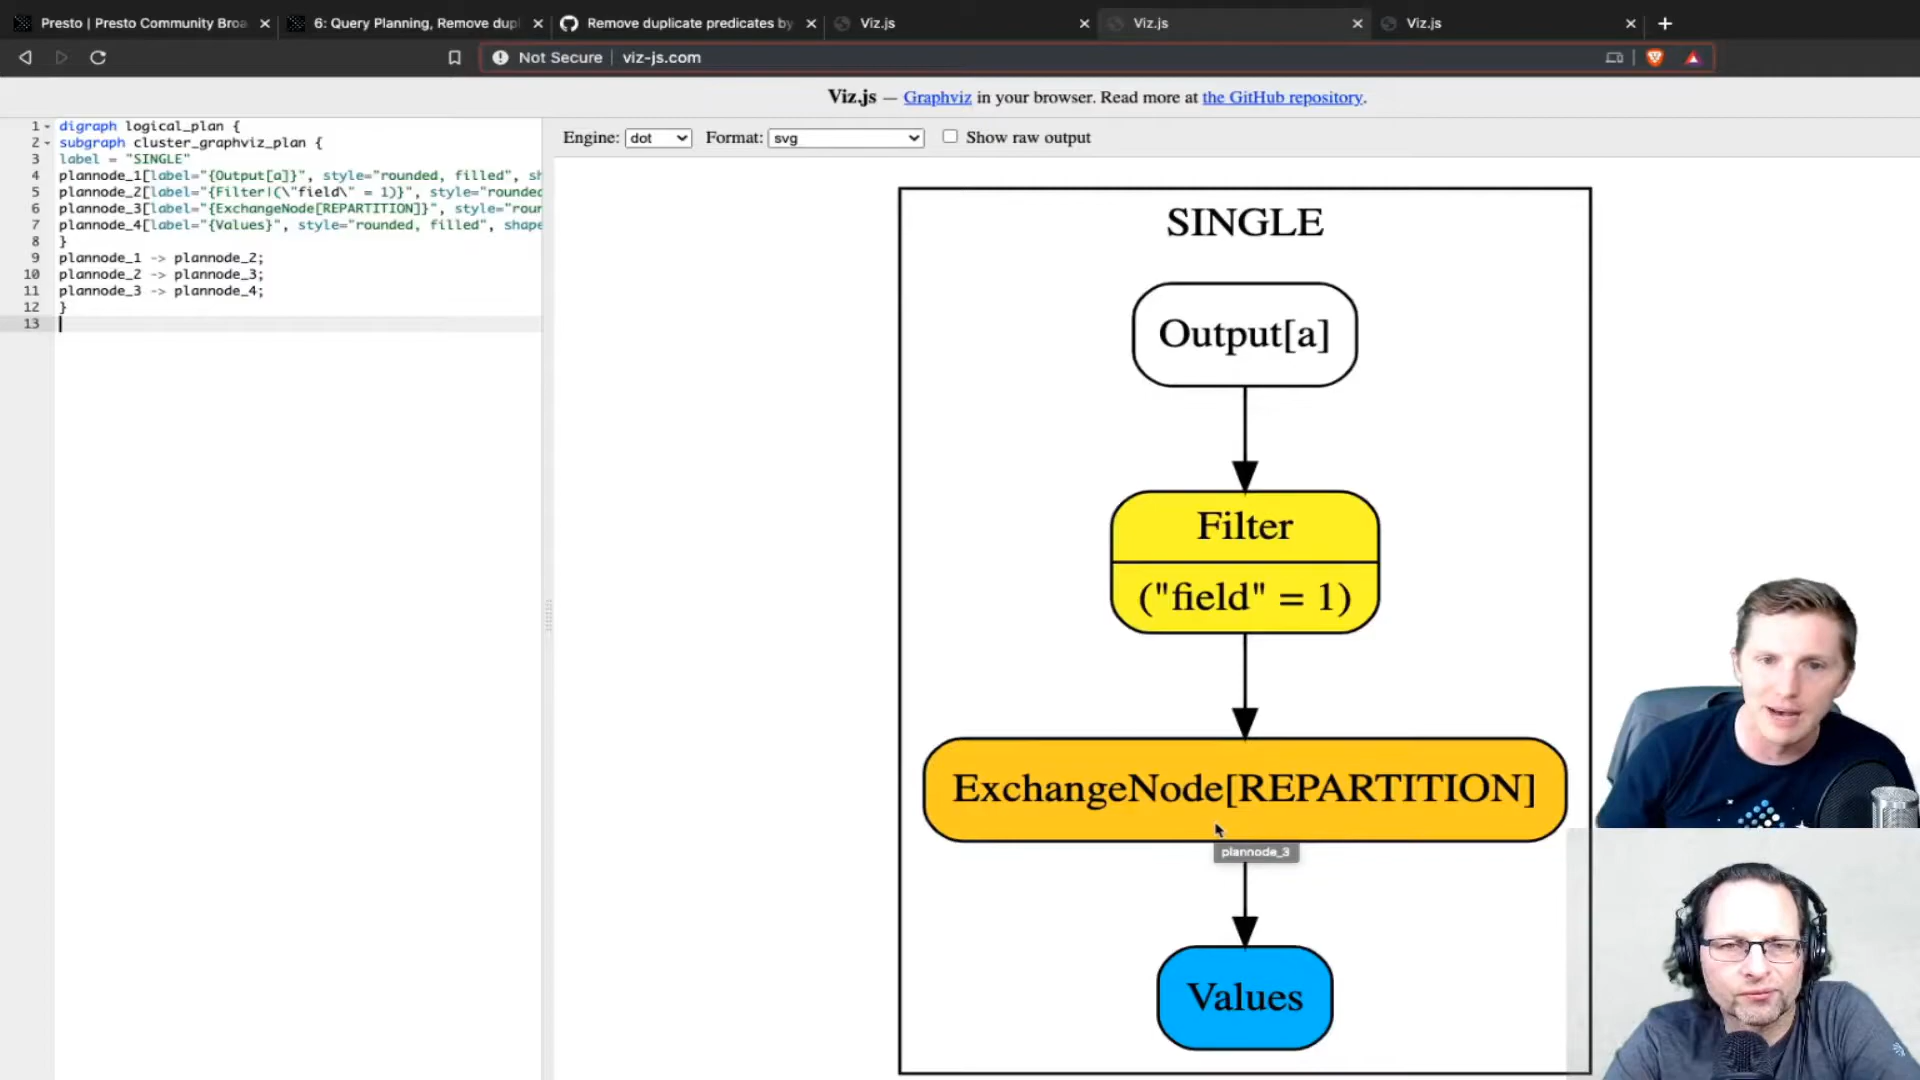 Presto | Presto Community Broa
6: Query Planning, Remove dupl
Remove duplicate predicates by
Viz.js
Viz.js
Viz.js
Not Secure
viz-js.com
Viz.js — Graphviz in your browser. Read more at the GitHub repository.
1 digraph logical_plan {
2 subgraph cluster_graphviz_plan {
3 label = "SINGLE"
4 plannode_1[label="{Output[a]}", style="rounded, filled", sh
5 plannode_2[label="{Filter|(\"field\" = 1)}", style="rounded
6 plannode_3[label="{ExchangeNode[REPARTITION]}", style="roun
7 plannode_4[label="{Values}", style="rounded, filled", shape
8 }
9 plannode_1 -> plannode_2;
10 plannode_2 -> plannode_3;
11 plannode_3 -> plannode_4;
12 }
13
Engine: dot Format: svg Show raw output
SINGLE
Output[a]
Filter
("field" = 1)
ExchangeNode[REPARTITION]
plannode_3
Values